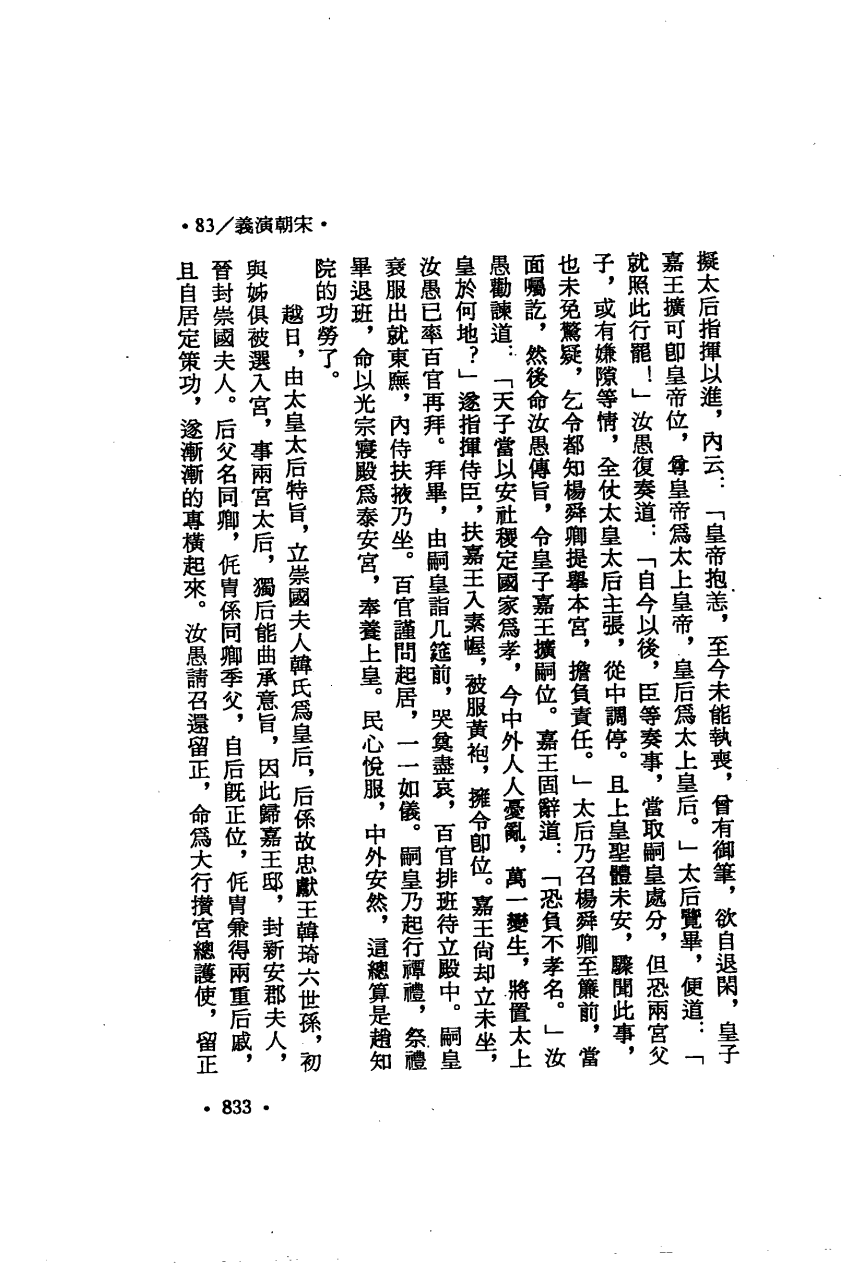 •83/義演朝宋•
擬太后指揮以進，內云：「皇帝抱恙，至今未能執喪，曾有御筆，欲自退閑，皇子
嘉王擴可卽皇帝位，尊皇帝爲太上皇帝，皇后爲太上皇后。」太后覽畢，便道：「
就照此行罷！」汝愚復奏道：「自今以後，臣等奏事，當取嗣皇處分，但恐兩宮父
子，或有嫌隙等情，全仗太皇太后主張，從中調停。且上皇聖體未安，驟聞此事，
也未免驚疑，乞令都知楊舜卿提擧本宮，擔負責任。」太后乃召楊舜卿至簾前，當
面囑訖，然後命汝愚傳旨，令皇子嘉王擴嗣位。嘉王固辭道：「恐負不孝名。」汝
愚勸諫道：「天子當以安社稷定國家爲孝，今中外人人憂亂，萬一變生，將置太上
皇於何地？」遂指揮侍臣，扶嘉王入素幄，被服黃袍，擁令卽位。嘉王尙却立未坐，
汝愚已率百官再拜。拜畢，由嗣皇詣几筵前，哭奠盡哀，百官排班待立殿中。嗣皇
衰服出就東廡，內侍扶掖乃坐。百官謹問起居，一一如儀。嗣皇乃起行禫禮，祭禮
畢退班，命以光宗寢殿爲泰安宮，奉養上皇。民心悅服，中外安然，這總算是趙知
院的功勞了。
越日，由太皇太后特旨，立崇國夫人韓氏爲皇后，后係故忠獻王韓琦六世孫，初
與姊俱被選入宮，事兩宮太后，獨后能曲承意旨，因此歸嘉王邸，封新安郡夫人，
晉封崇國夫人。后父名同卿，侂冑係同卿季父，自后旣正位，侂冑兼得兩重后戚，
且自居定策功，遂漸漸的專橫起來。汝愚請召還留正，命爲大行攢宮總護使，留正
•833•